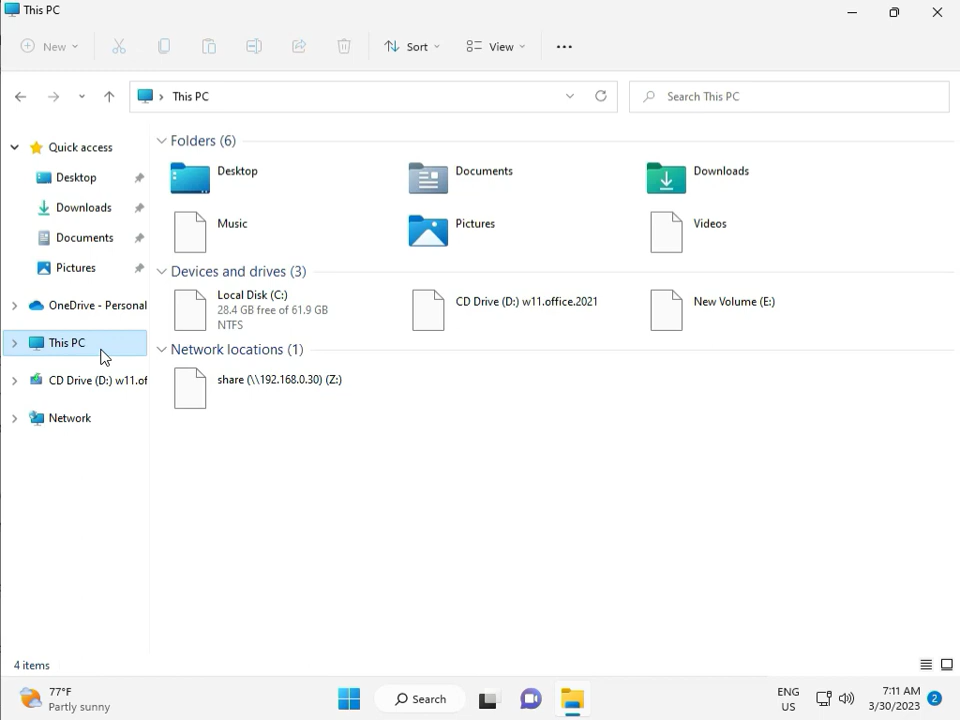 This PC
New
Sort
View
This PC
Search This PC
Quick access
Desktop
Downloads
Documents
Pictures
OneDrive - Personal
This PC
CD Drive (D:) w11.of
Network
Folders (6)
Desktop
Documents
Downloads
Music
Pictures
Videos
Devices and drives (3)
Local Disk (C:)
28.4 GB free of 61.9 GB
NTFS
CD Drive (D:) w11.office.2021
New Volume (E:)
Network locations (1)
share (\\192.168.0.30) (Z:)
4 items
77°F
Partly sunny
Search
ENG
US
7:11 AM
3/30/2023
2